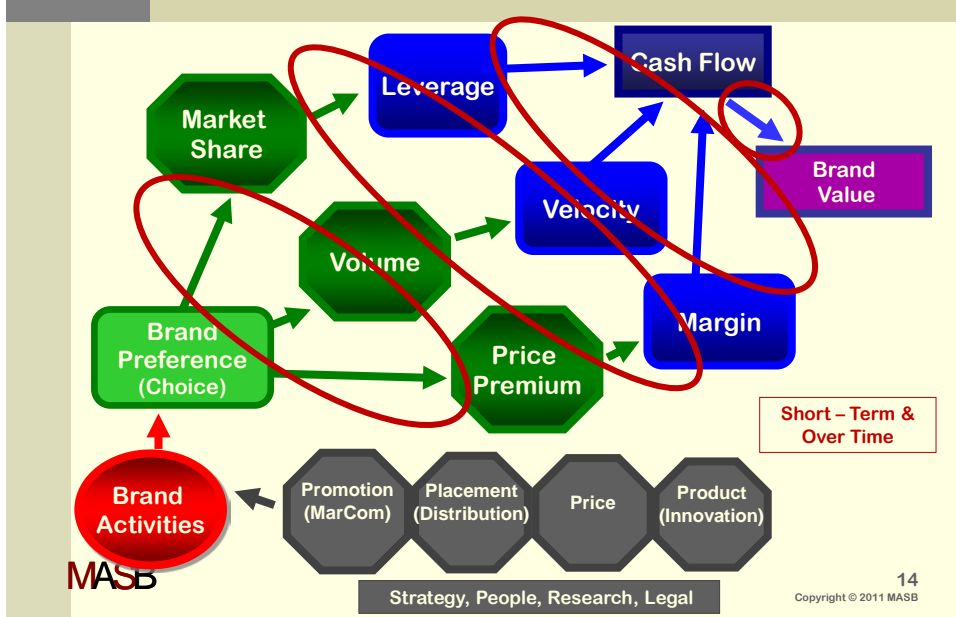 Cash Flow
Leverage
Market
Share
Brand
Value
Velocity
Volume
Margin
Brand
Preference
(Choice)
Price
Premium
Short – Term &
Over Time
Brand
Activities
Promotion
(MarCom)
Placement
(Distribution)
Price
Product
(Innovation)
MASB
Strategy, People, Research, Legal
14
Copyright © 2011 MASB